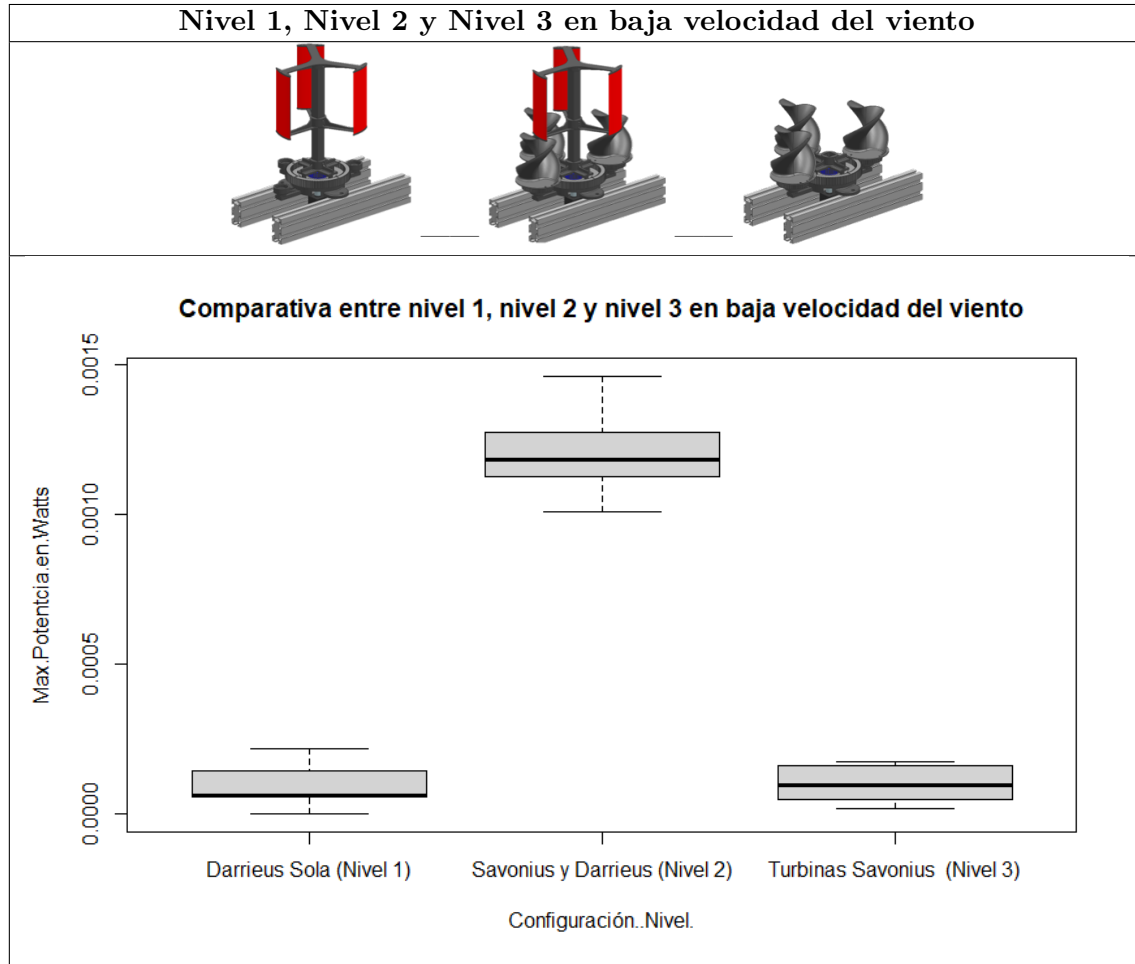 Nivel 1, Nivel 2 y Nivel 3 en baja velocidad del viento
Comparativa entre nivel 1, nivel 2 y nivel 3 en baja velocidad del viento
Max.Potentcia.en.Watts
0.0015
0.0010
0.0005
0.0000
Darrieus Sola (Nivel 1)
Savonius y Darrieus (Nivel 2)
Turbinas Savonius (Nivel 3)
Configuración..Nivel.